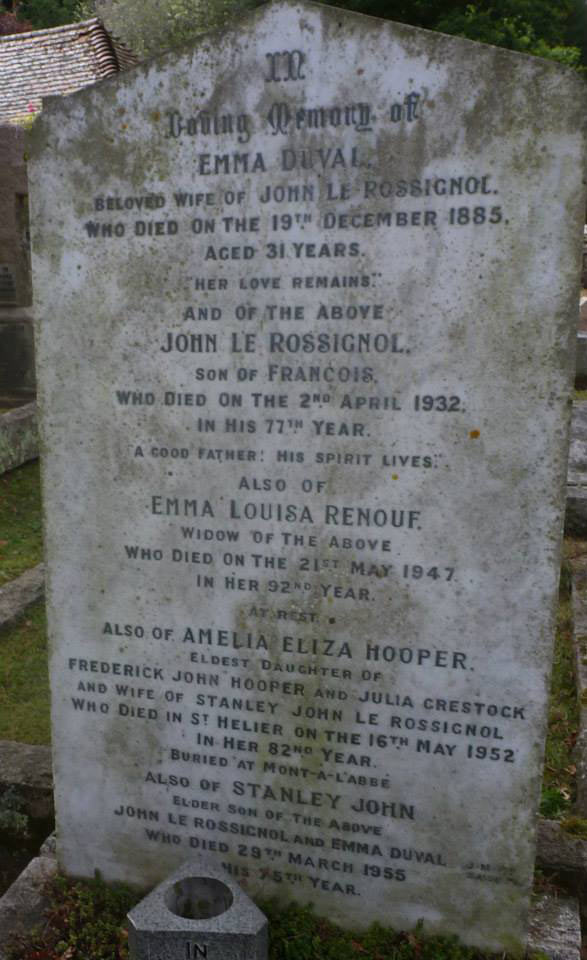 IN
Loving Memory of
EMMA DUVAL.
BELOVED WIFE OF JOHN LE ROSSIGNOL.
WHO DIED ON THE 19TH DECEMBER 1885,
AGED 31 YEARS.
"HER LOVE REMAINS."
AND OF THE ABOVE
JOHN LE ROSSIGNOL.
SON OF FRANCOIS.
WHO DIED ON THE 2ND APRIL 1932,
IN HIS 77TH YEAR.
"A GOOD FATHER: HIS SPIRIT LIVES."
ALSO OF
EMMA LOUISA RENOUF.
WIDOW OF THE ABOVE
WHO DIED ON THE 21ST MAY 1947
IN HER 92ND YEAR.
AT REST.
ALSO OF AMELIA ELIZA HOOPER.
ELDEST DAUGHTER OF
FREDERICK JOHN HOOPER AND JULIA GRESTOCK
AND WIFE OF STANLEY JOHN LE ROSSIGNOL
WHO DIED IN ST HELIER ON THE 16TH MAY 1952
IN HER 82ND YEAR.
BURIED AT MONT-A-L'ABBÉ
ALSO OF STANLEY JOHN
ELDER SON OF THE ABOVE
JOHN LE ROSSIGNOL AND EMMA DUVAL
WHO DIED 29TH MARCH 1955
HIS 75TH YEAR.
IN